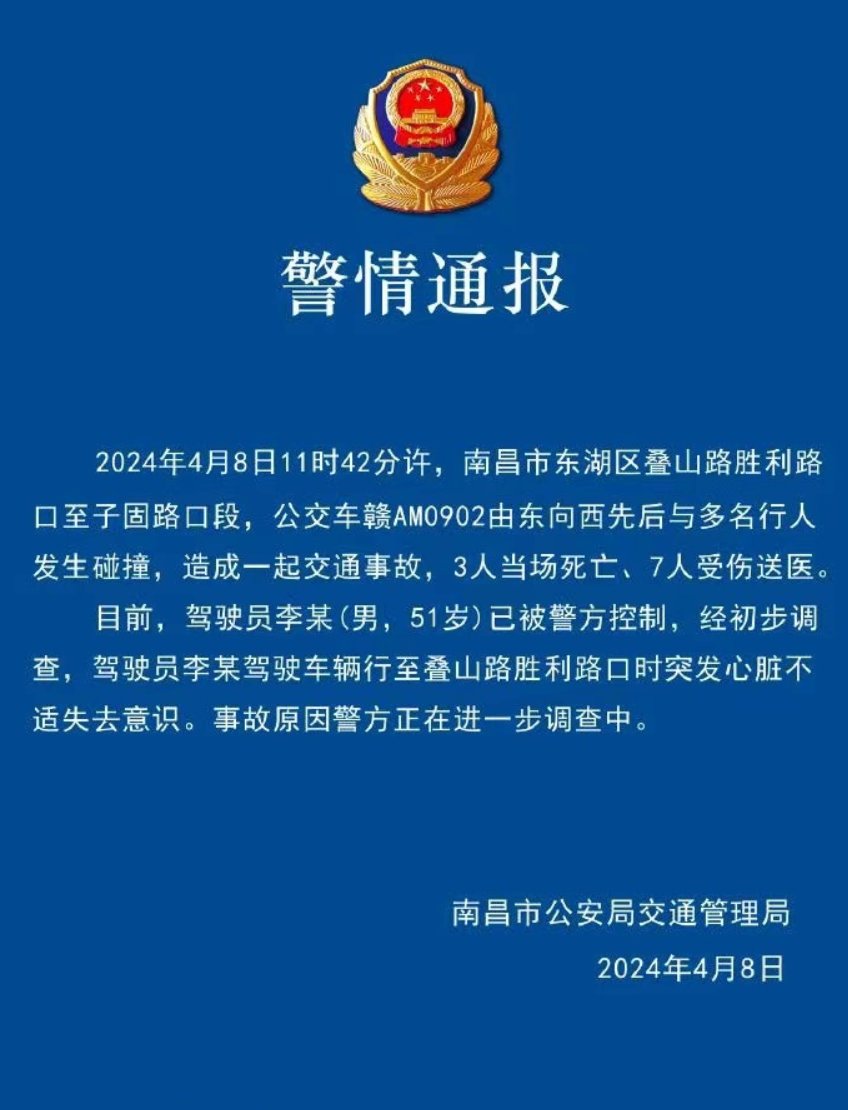 警情通报
2024年4月8日11时42分许，南昌市东湖区叠山路胜利路
口至子固路口段，公交车赣AM0902由东向西先后与多名行人
发生碰撞，造成一起交通事故，3人当场死亡、7人受伤送医。
目前，驾驶员李某(男，51岁)已被警方控制，经初步调
查，驾驶员李某驾驶车辆行至叠山路胜利路口时突发心脏不
适失去意识。事故原因警方正在进一步调查中。
南昌市公安局交通管理局
2024年4月8日